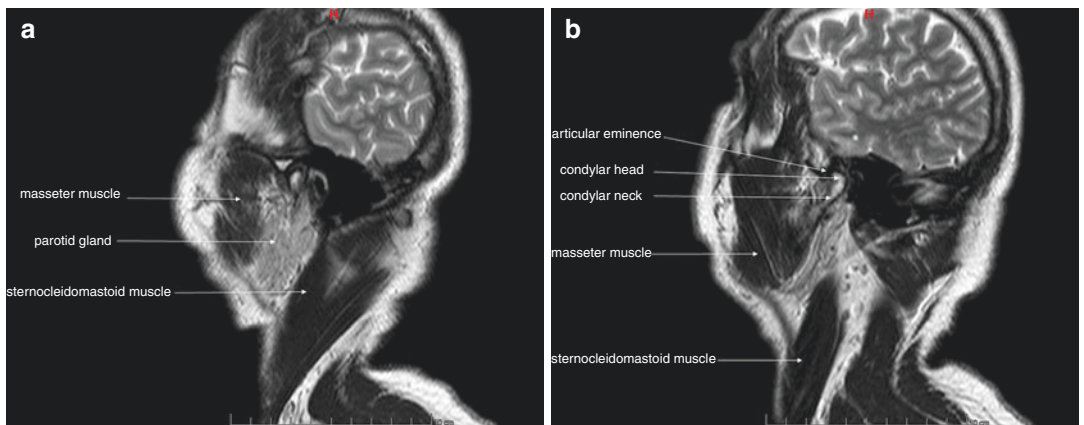 a
H
masseter muscle
parotid gland
sternocleidomastoid muscle
b
H
articular eminence
condylar head
condylar neck
masseter muscle
sternocleidomastoid muscle